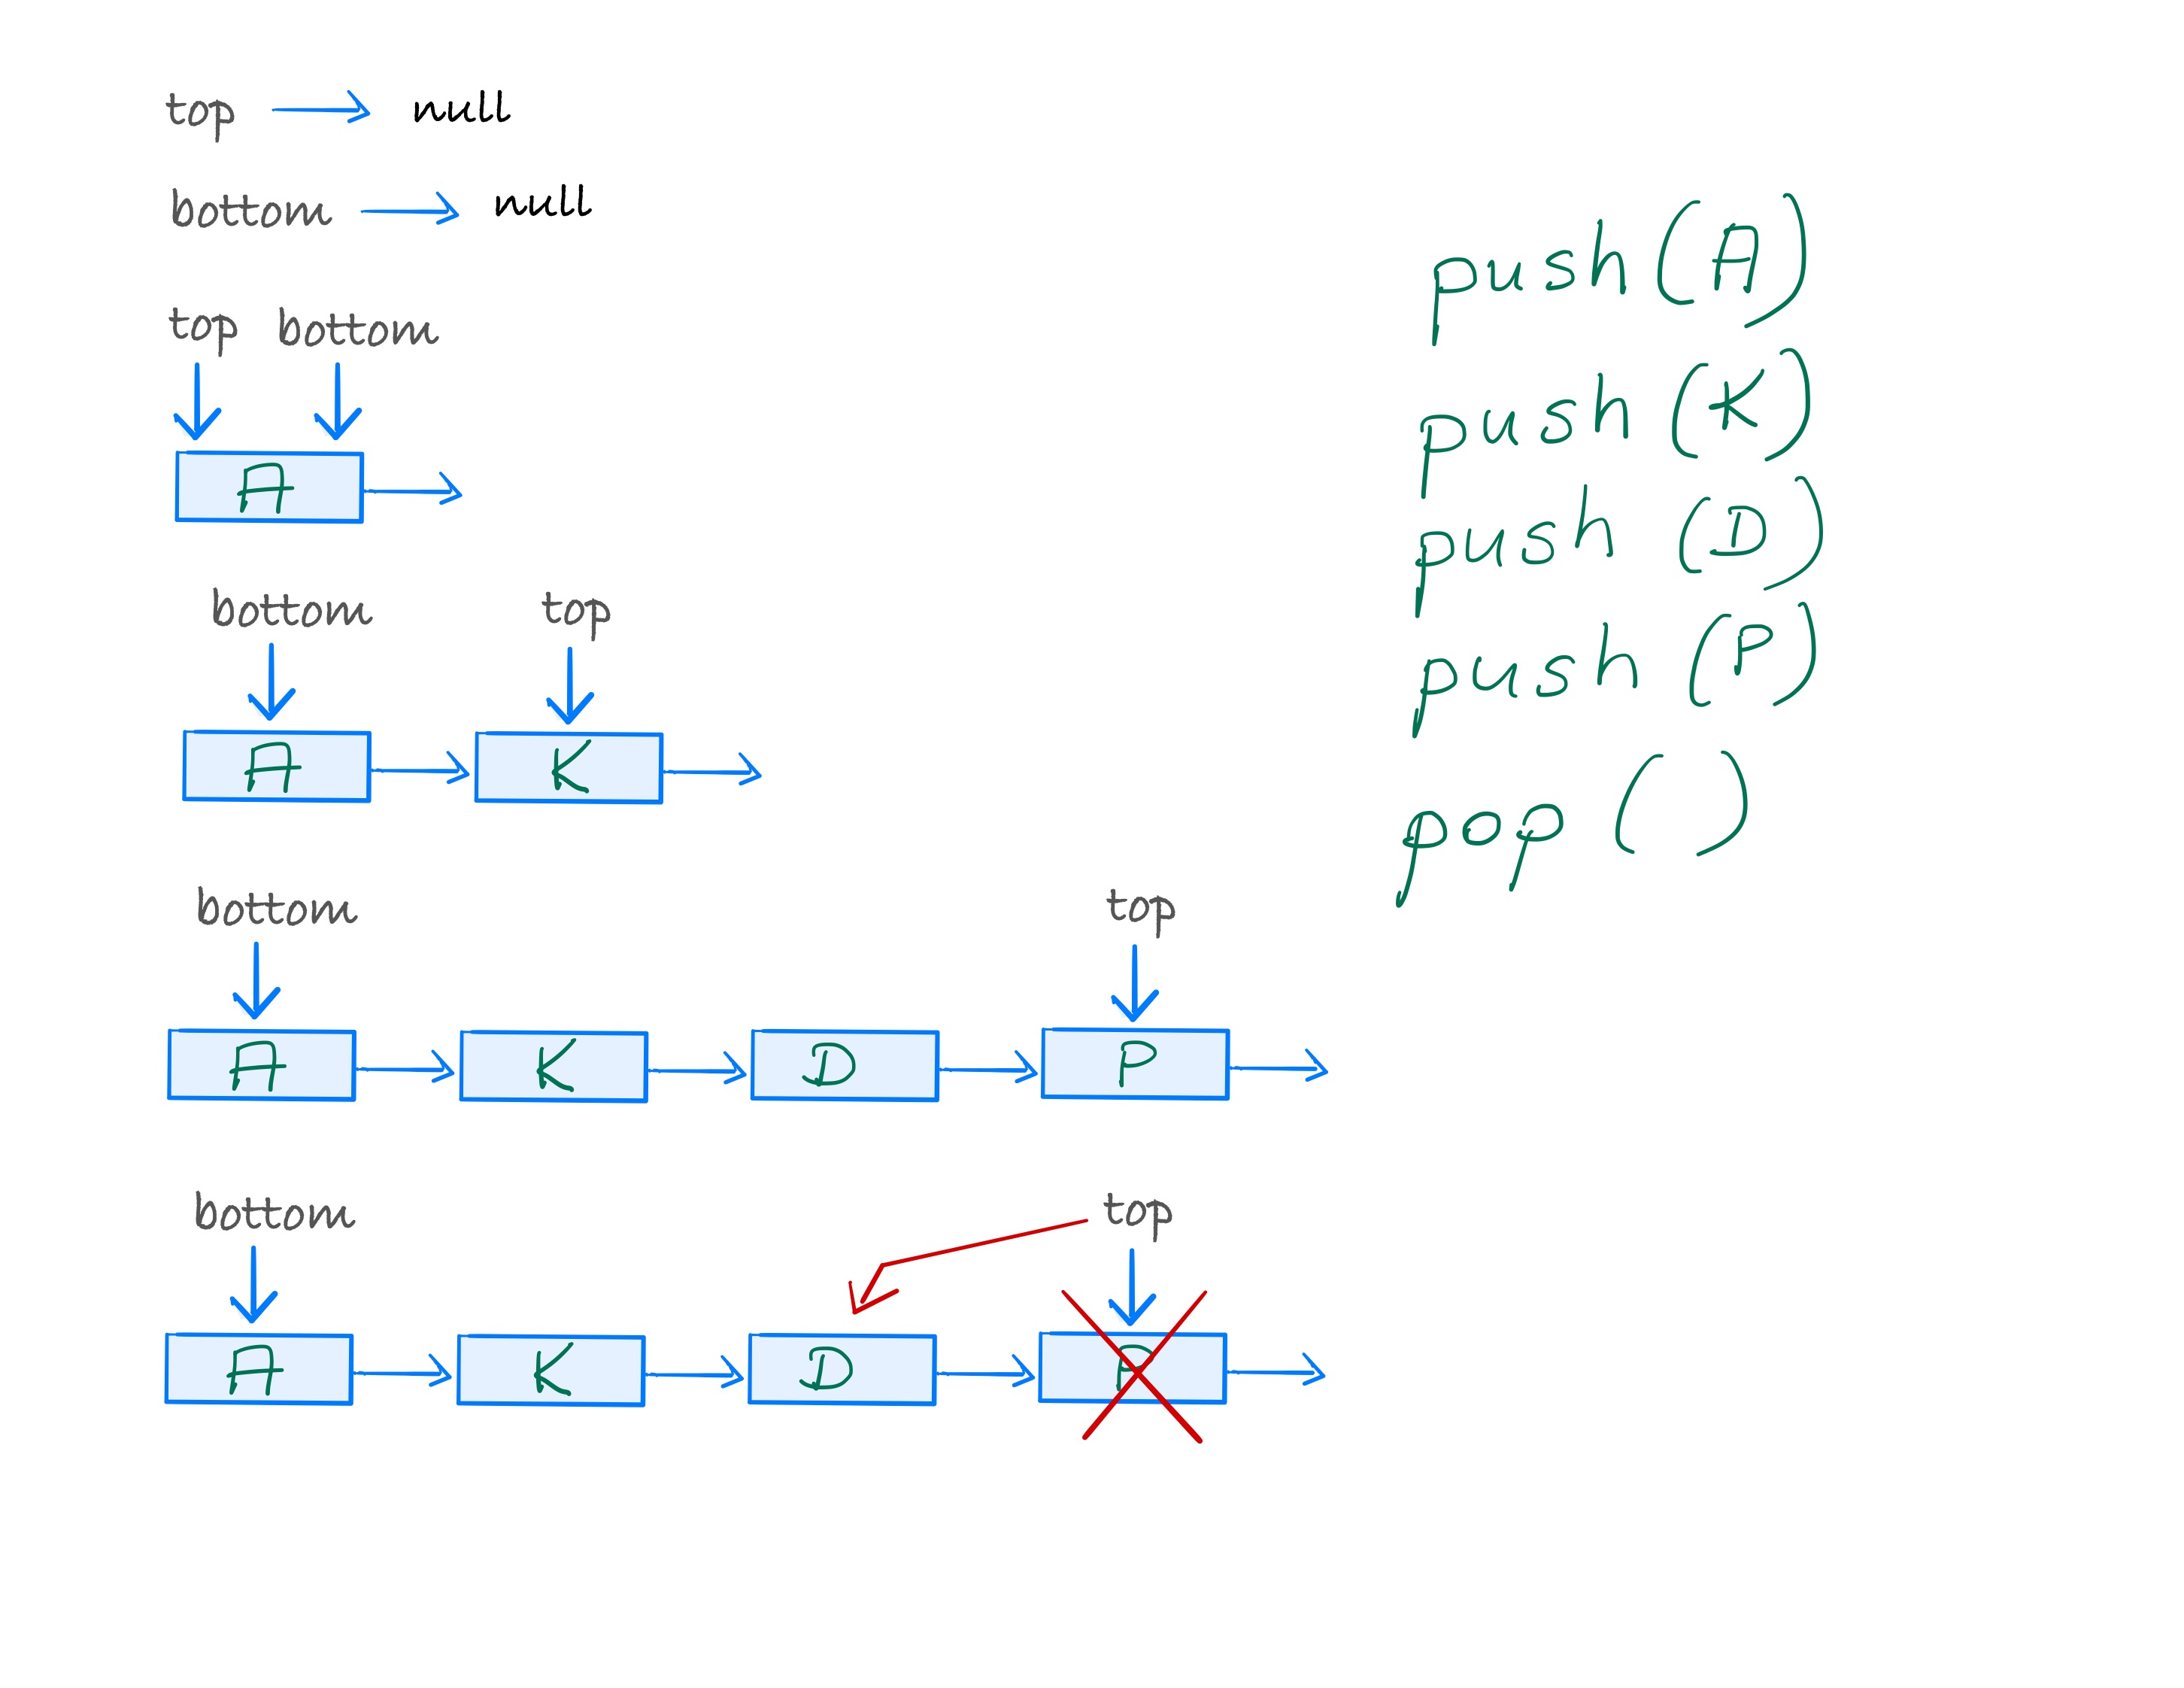 top null
bottom null
top bottom
A
bottom top
A K
bottom top
A K D P
bottom top
A K D P
push (A)
push (K)
push (D)
push (P)
pop ( )